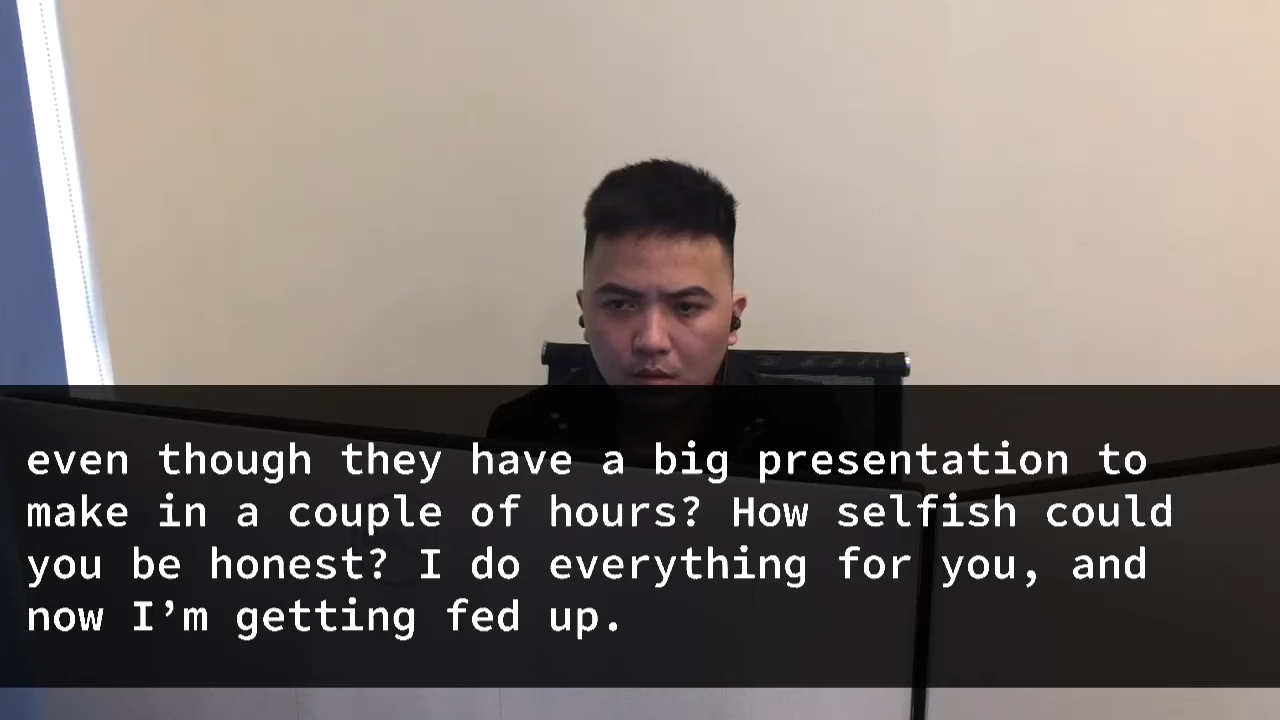 even though they have a big presentation to
make in a couple of hours? How selfish could
you be honest? I do everything for you, and
now I’m getting fed up.